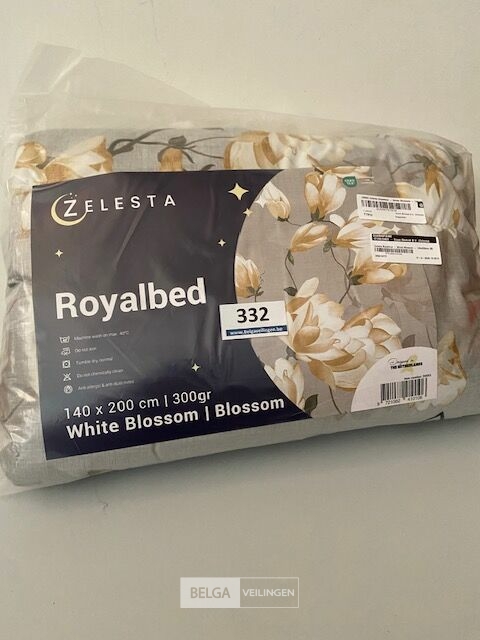 ZELESTA
Royalbed
332
www.Belgaveilingen.be
Machine wash on max. 40°C
Do not iron
Tumble dry, normal
Do not chemically clean
Anti allergic & anti dust mites
140 x 200 cm | 300gr
White Blossom | Blossom
Designed in
THE NETHERLANDS
BELGA VEILINGEN